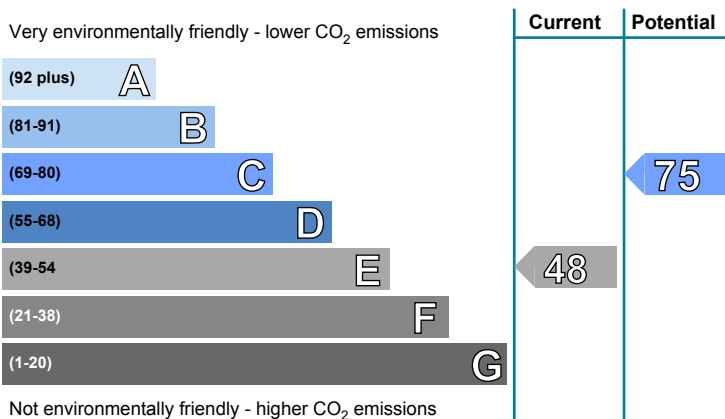 Very environmentally friendly - lower CO2 emissions
Current
Potential
(92 plus) A
(81-91) B
(69-80) C
75
(55-68) D
(39-54 E
48
(21-38) F
(1-20) G
Not environmentally friendly - higher CO2 emissions